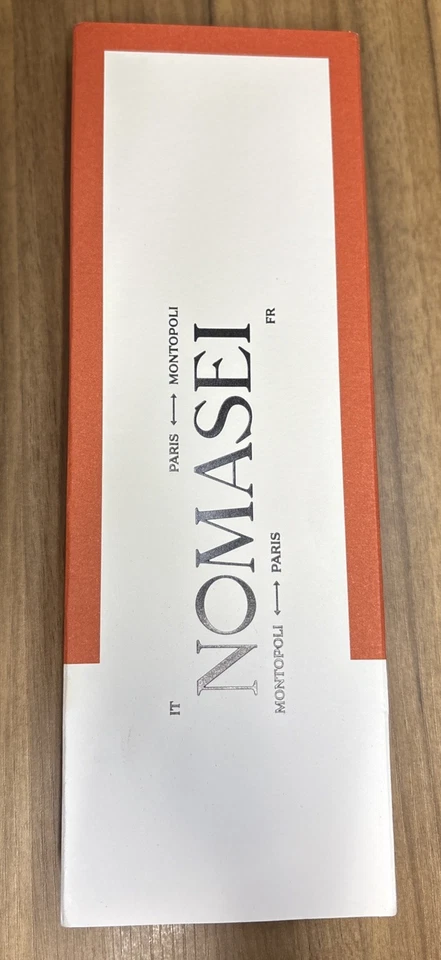 IT PARIS ↔ MONTOPOLI
NOMASEI
MONTOPOLI ↔ PARIS FR